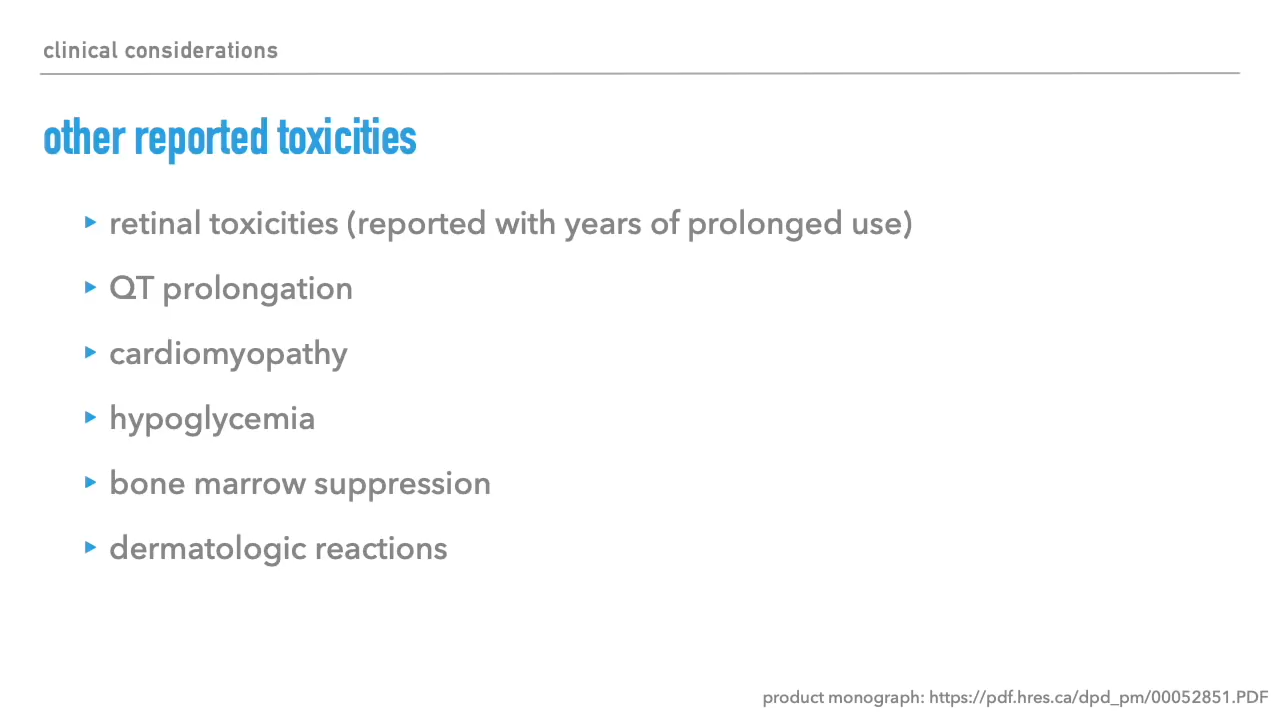 clinical considerations
other reported toxicities
▸ retinal toxicities (reported with years of prolonged use)
▸ QT prolongation
▸ cardiomyopathy
▸ hypoglycemia
▸ bone marrow suppression
▸ dermatologic reactions
product monograph: https://pdf.hres.ca/dpd_pm/00052851.PDF